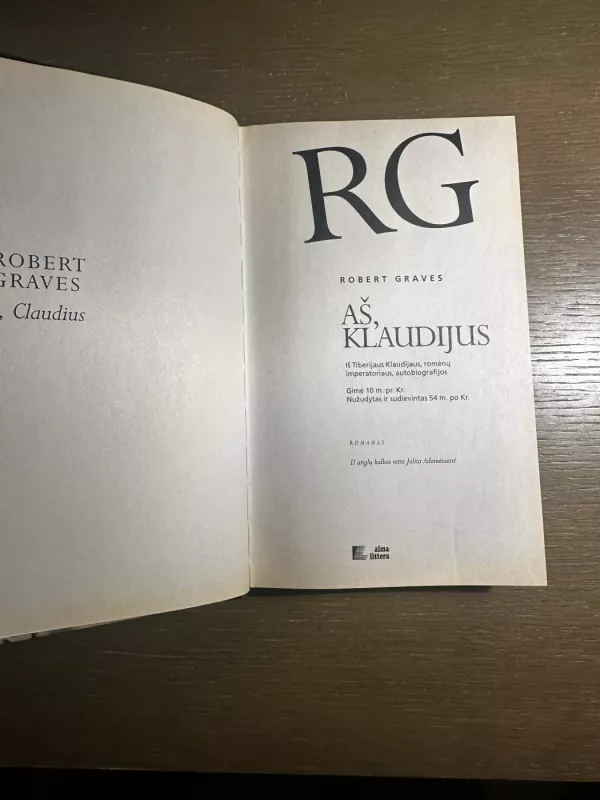 ROBERT
GRAVES
, Claudius
RG
ROBERT GRAVES
AŠ,
KLAUDIJUS
Iš Tiberijaus Klaudijaus, romėnų
imperatoriaus, autobiografijos
Gimė 10 m. pr. Kr.
Nužudytas ir sudievintas 54 m. po Kr.
ROMANAS
Iš anglų kalbos vertė Jolita Adomėnienė
alma
littera